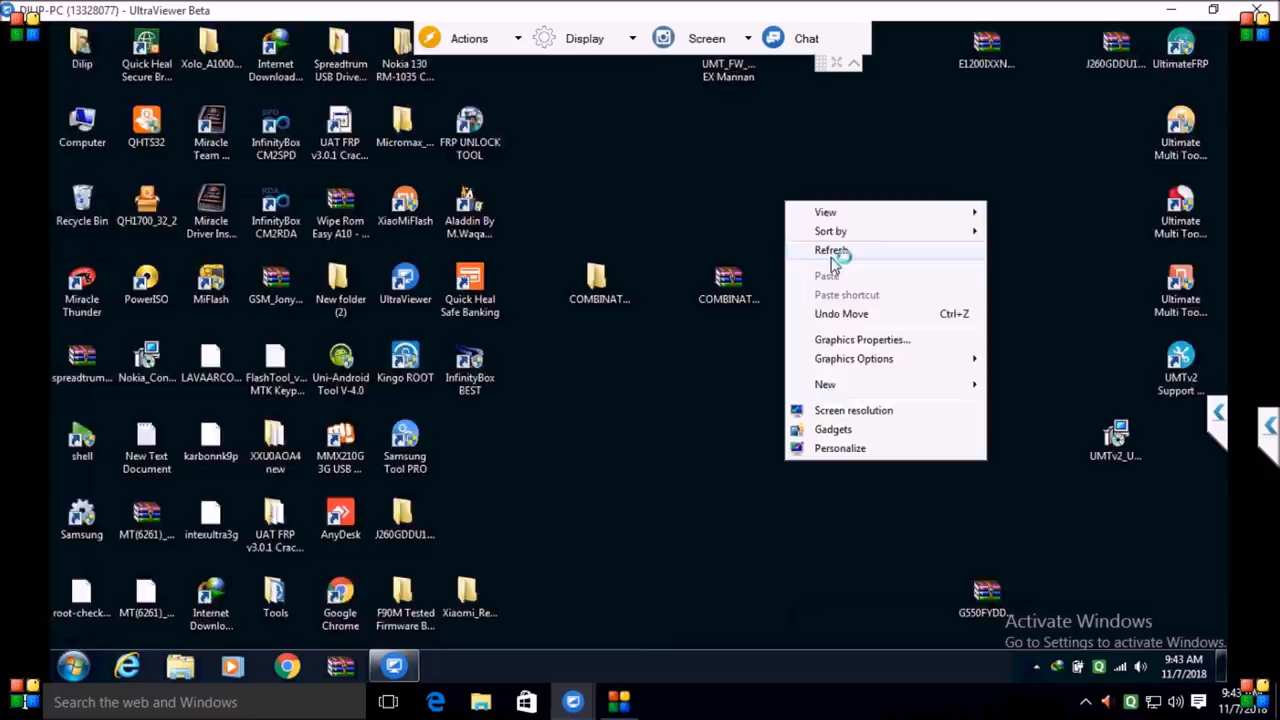 DILIP-PC (13328077) - UltraViewer Beta
Actions Display Screen Chat
Dilip
Quick Heal
Secure Br...
Xolo_A1000...
Internet
Download...
Spreadtrum
USB Drive...
Nokia 130
RM-1035 C...
UMT_FW_...
EX Mannan
E1200IXXN...
J260GDDU1...
UltimateFRP
Computer
QHTS32
Miracle
Team ...
InfinityBox
CM2SPD
UAT FRP
v3.0.1 Crac...
Micromax_...
FRP UNLOCK
TOOL
Ultimate
Multi Too...
Recycle Bin
QH1700_32_2
Miracle
Driver Ins...
InfinityBox
CM2RDA
Wipe Rom
Easy A10 - ...
XiaoMiFlash
Aladdin By
M.Waqa...
Ultimate
Multi Too...
Miracle
Thunder
PowerISO
MiFlash
GSM_Jony...
New folder
(2)
UltraViewer
Quick Heal
Safe Banking
COMBINAT...
COMBINAT...
Ultimate
Multi Too...
View
Sort by
Refresh
Paste
Paste shortcut
Undo Move Ctrl+Z
Graphics Properties...
Graphics Options
New
Screen resolution
Gadgets
Personalize
spreadtrum...
Nokia_Con...
LAVAARCO...
FlashTool_v...
MTK Keyp...
Uni-Android
Tool V-4.0
Kingo ROOT
InfinityBox
BEST
UMTv2
Support ...
shell
New Text
Document
karbonnk9p
XXU0AOA4
new
MMX210G
3G USB ...
Samsung
Tool PRO
UMTv2_U...
Samsung
MT(6261)_...
intexultra3g
UAT FRP
v3.0.1 Crac...
AnyDesk
J260GDDU1...
root-check...
MT(6261)_...
Internet
Downlo...
Tools
Google
Chrome
F90M Tested
Firmware B...
Xiaomi_Re...
G550FYDD...
Activate Windows
Go to Settings to activate Windows.
9:43 AM
11/7/2018
Search the web and Windows
9:43
11/7/2018